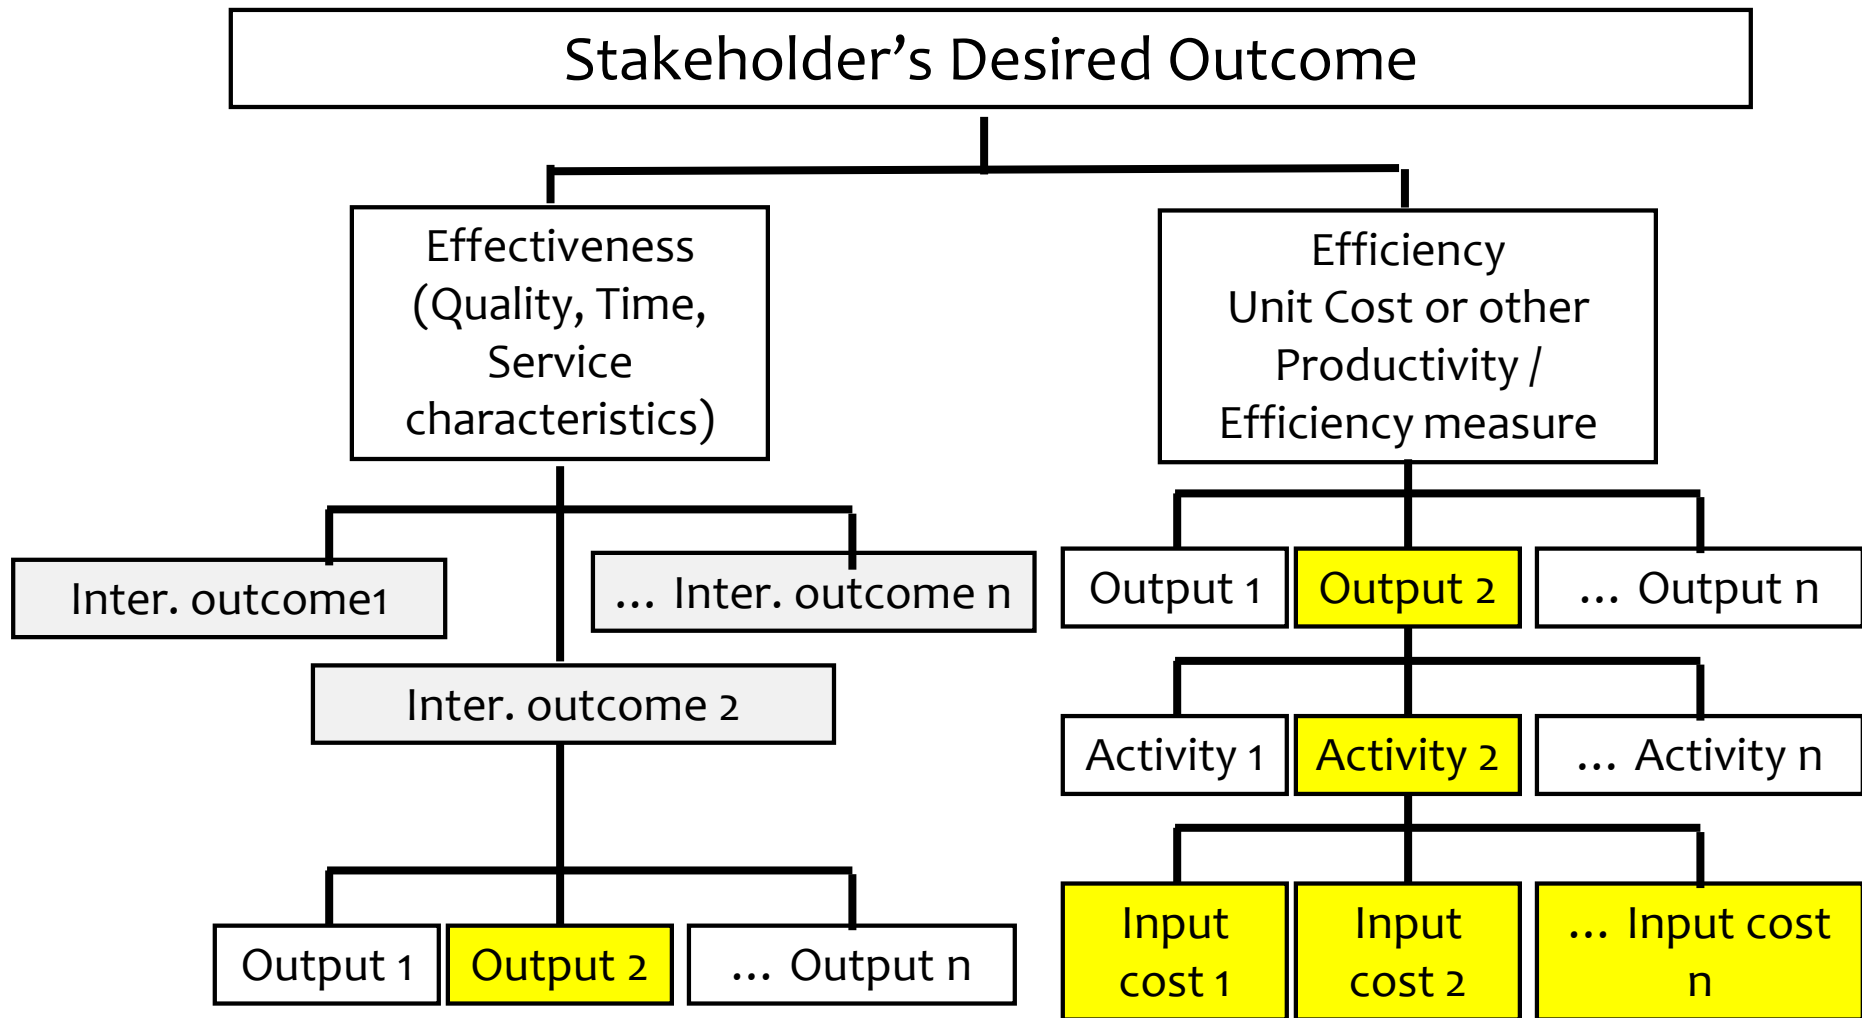 Stakeholder’s Desired Outcome
Effectiveness
(Quality, Time,
Service
characteristics)
Efficiency
Unit Cost or other
Productivity /
Efficiency measure
Inter. outcome1
... Inter. outcome n
Inter. outcome 2
Output 1
Output 2
... Output n
Output 1
Output 2
... Output n
Activity 1
Activity 2
... Activity n
Input
cost 1
Input
cost 2
... Input cost
n